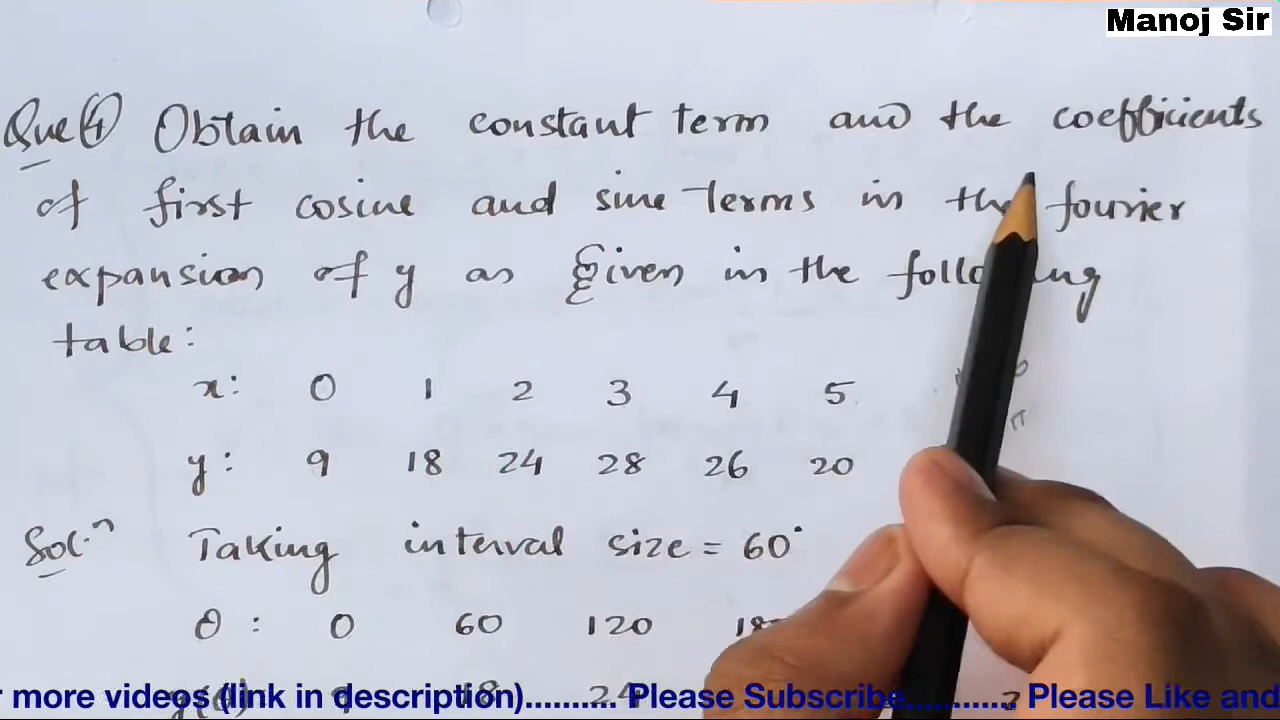 Manoj Sir
Que(4) Obtain the constant term and the coefficients
of first cosine and sine terms in the fourier
expansion of y as given in the following
table:
x: 0 1 2 3 4 5
y: 9 18 24 28 26 20
Sol.n Taking interval size = 60°
θ : 0 60 120
more videos (link in description).......... Please Subscribe........... Please Like and